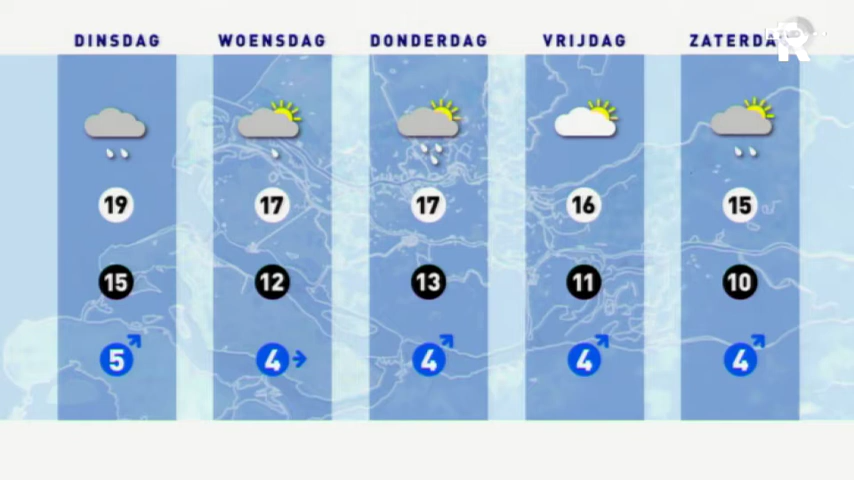 DINSDAG WOENSDAG DONDERDAG VRIJDAG ZATERDA
R
19 17 17 16 15
15 12 13 11 10
5 4 4 4 4